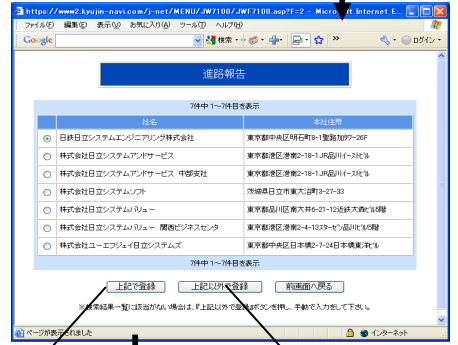 https://www2.kyujin-navi.com/j-net/MENU/JW7100/JWF7100.asp?F=2 - Microsoft Internet E...
ファイル(F) 編集(E) 表示(V) お気に入り(A) ツール(T) ヘルプ(H)
Google 検索 ログイン
進路報告
7件中 1～7件目を表示
社名 本社住所
日鉄日立システムエンジニアリング株式会社 東京都中央区明石町8-1聖路加ﾀﾜｰ26F
株式会社日立システムアンドサービス 東京都港区港南2-18-1JR品川イーストビル
株式会社日立システムアンドサービス 中部支社 東京都港区港南2-18-1JR品川イーストビル
株式会社日立システムソフト 茨城県日立市東大沼町3-27-33
株式会社日立システムバリュー 東京都品川区南大井6-21-12近鉄大森ビル5階
株式会社日立システムバリュー 関西ビジネスセンタ 東京都港区港南2-4-13スターゼン品川ビル5階
株式会社ユーエフジェイ日立システムズ 東京都中央区日本橋2-7-24日本橋東洋ビル
7件中 1～7件目を表示
上記で登録 上記以外で登録 前画面へ戻る
※検索結果一覧に該当がない場合は、『上記以外で登録』ボタンを押し、手動で入力をして下さい。
ページが表示されました インターネット